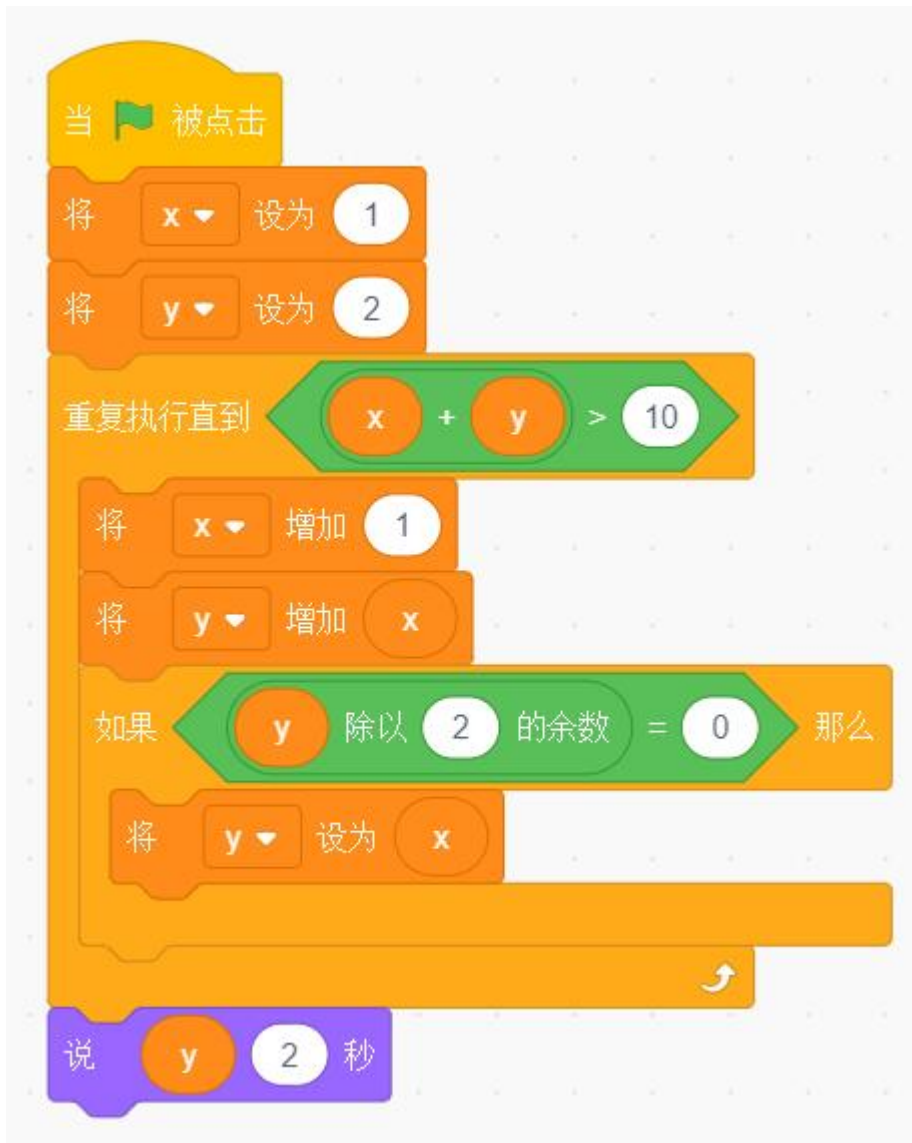 当 被点击
将 x 设为 1
将 y 设为 2
重复执行直到 x + y > 10
将 x 增加 1
将 y 增加 x
如果 y 除以 2 的余数 = 0 那么
将 y 设为 x
说 y 2 秒